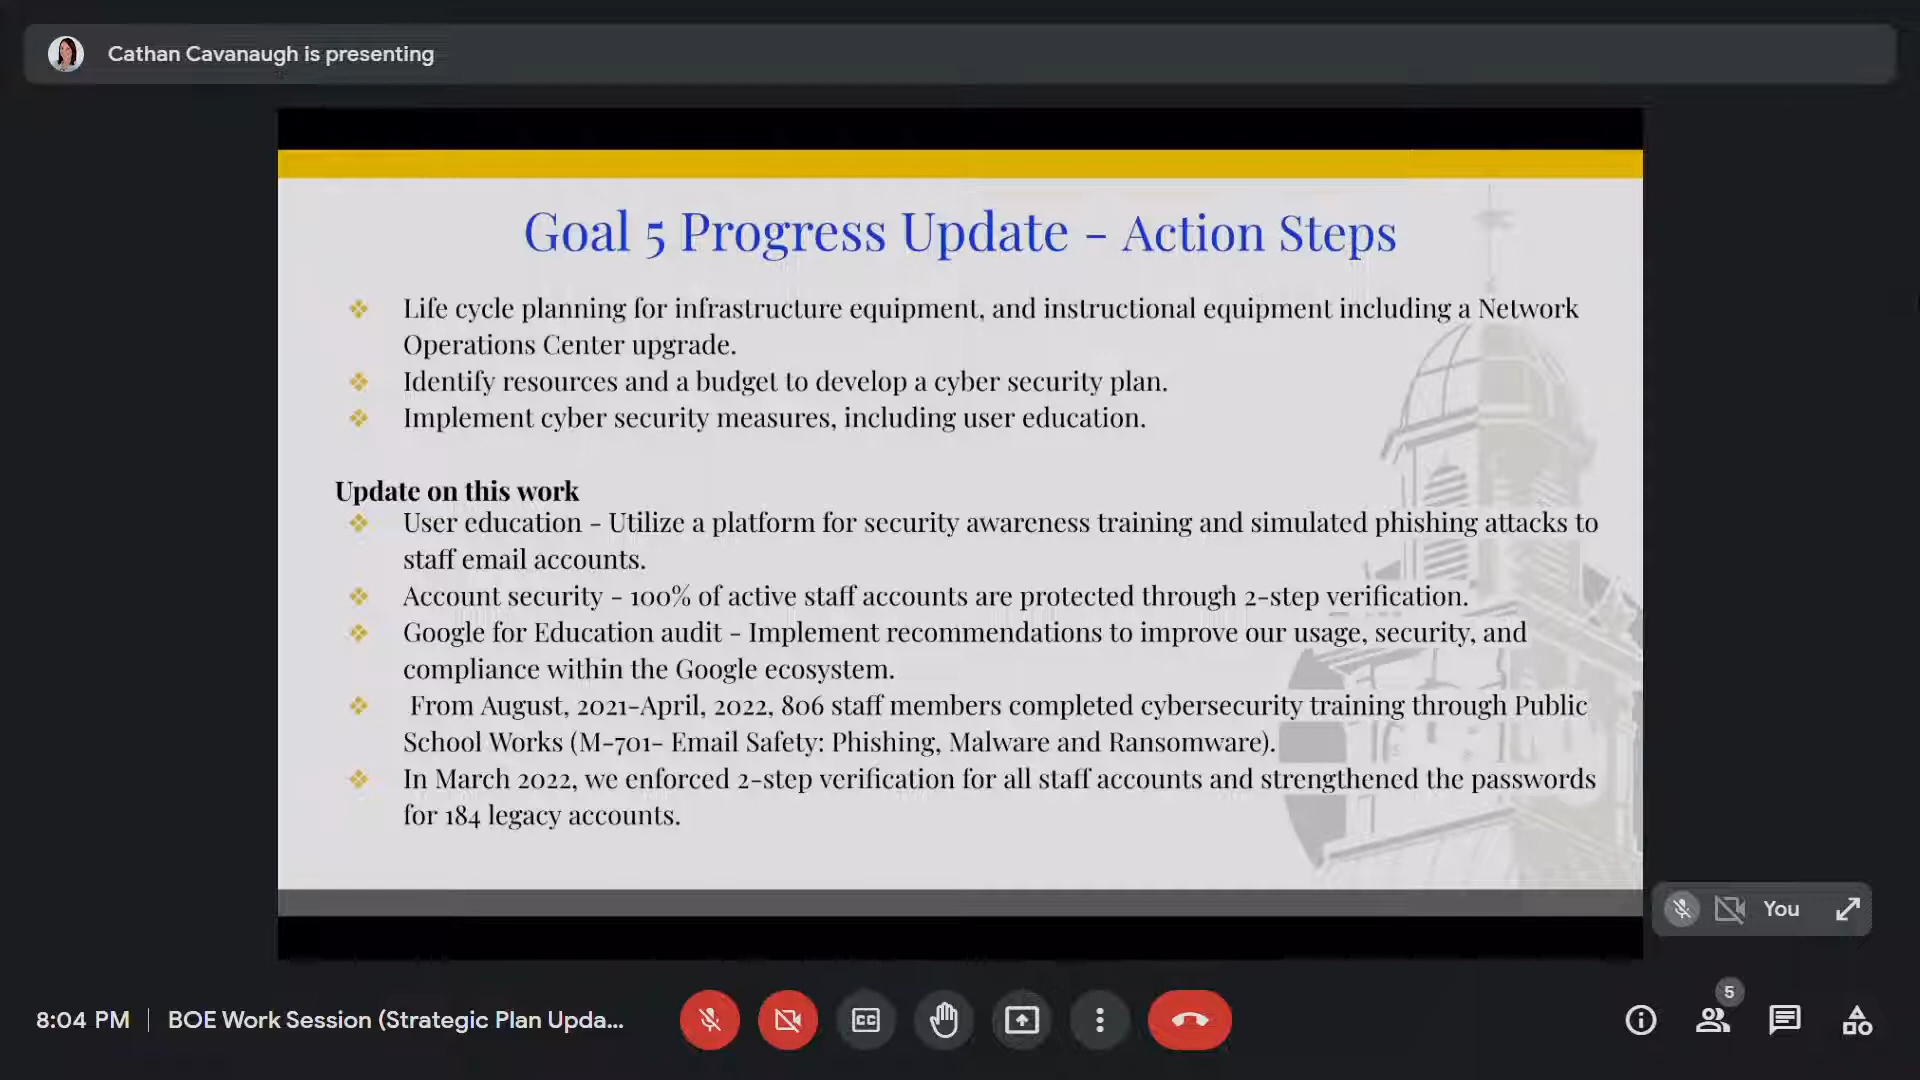 Cathan Cavanaugh is presenting
Goal 5 Progress Update - Action Steps
Life cycle planning for infrastructure equipment, and instructional equipment including a Network
Operations Center upgrade.
Identify resources and a budget to develop a cyber security plan.
Implement cyber security measures, including user education.
Update on this work
User education - Utilize a platform for security awareness training and simulated phishing attacks to
staff email accounts.
Account security - 100% of active staff accounts are protected through 2-step verification.
Google for Education audit - Implement recommendations to improve our usage, security, and
compliance within the Google ecosystem.
From August, 2021-April, 2022, 806 staff members completed cybersecurity training through Public
School Works (M-701- Email Safety: Phishing, Malware and Ransomware).
In March 2022, we enforced 2-step verification for all staff accounts and strengthened the passwords
for 184 legacy accounts.
You
8:04 PM | BOE Work Session (Strategic Plan Upda...
CC
5